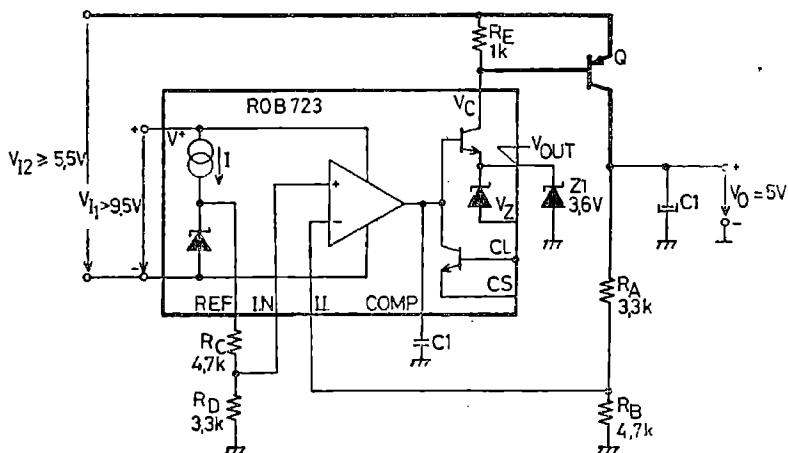 RE
1k
Q
ROB 723
VC
V+
I
VOUT
VI2 ≥ 5,5V
VI1 > 9,5V
+
-
+
-
VZ
Z1
3,6V
C1
+
-
VO = 5V
CL
CS
REF
I.N
I.I.
COMP
RA
3,3k
RC
4,7k
C1
RD
3,3k
RB
4,7k